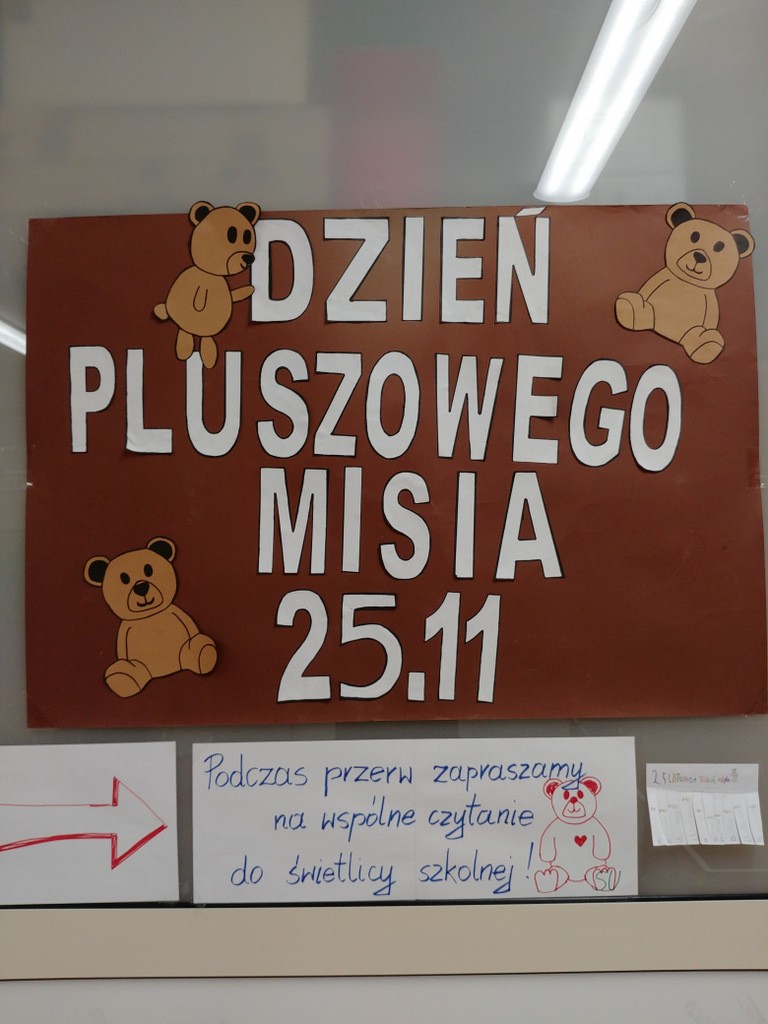 DZIEŃ
PLUSZOWEGO
MISIA
25.11
Podczas przerw zapraszamy
na wspólne czytanie
do świetlicy szkolnej!